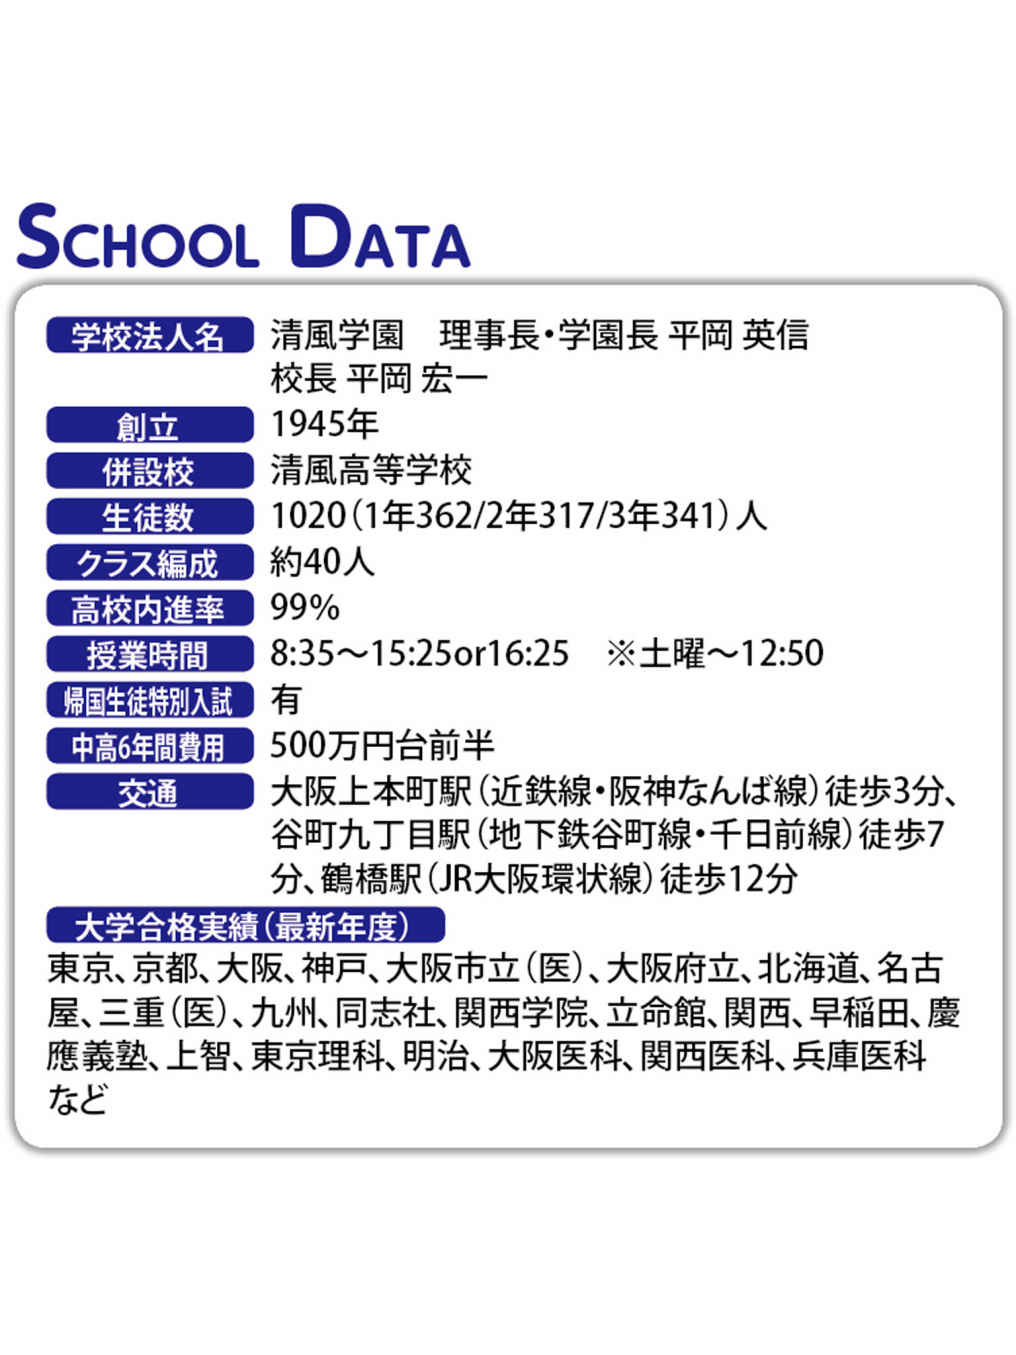 SCHOOL DATA
学校法人名 清風学園　理事長・学園長 平岡 英信
校長 平岡 宏一
創立 1945年
併設校 清風高等学校
生徒数 1020（1年362/2年317/3年341）人
クラス編成 約40人
高校内進率 99%
授業時間 8:35～15:25or16:25　※土曜～12:50
帰国生徒特別入試 有
中高6年間費用 500万円台前半
交通 大阪上本町駅（近鉄線・阪神なんば線）徒歩3分、
谷町九丁目駅（地下鉄谷町線・千日前線）徒歩7
分、鶴橋駅（JR大阪環状線）徒歩12分
大学合格実績（最新年度）
東京、京都、大阪、神戸、大阪市立（医）、大阪府立、北海道、名古
屋、三重（医）、九州、同志社、関西学院、立命館、関西、早稲田、慶
應義塾、上智、東京理科、明治、大阪医科、関西医科、兵庫医科
など